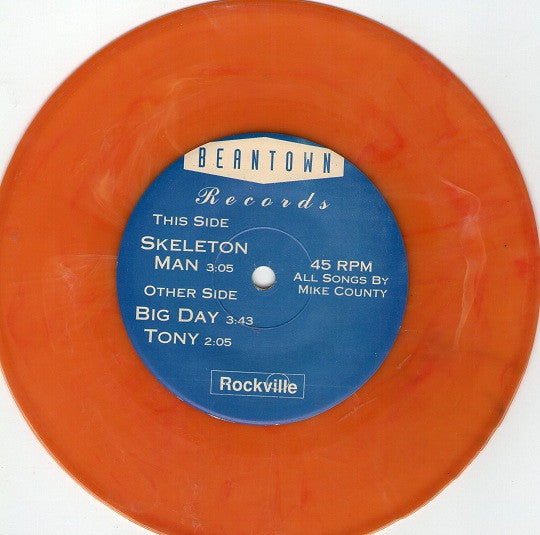 BEANTOWN
Records
THIS SIDE
SKELETON
MAN 3:05
OTHER SIDE
BIG DAY 3:43
TONY 2:05
45 RPM
ALL SONGS BY
MIKE COUNTY
Rockville